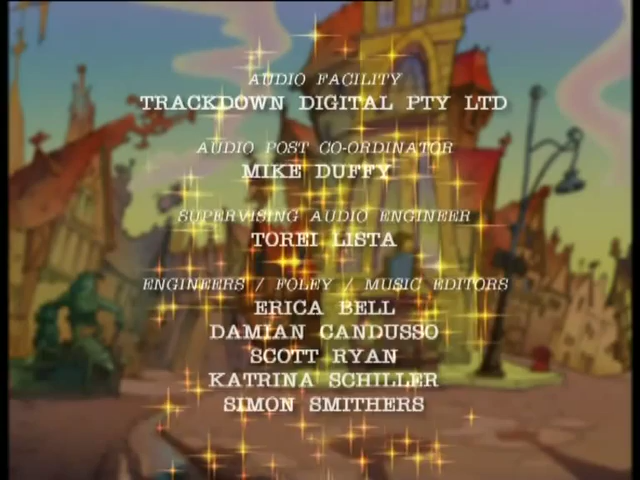 AUDIO FACILITY
TRACKDOWN DIGITAL PTY LTD
AUDIO POST CO-ORDINATOR
MIKE DUFFY
SUPERVISING AUDIO ENGINEER
TOREI LISTA
ENGINEERS / FOLEY / MUSIC EDITORS
ERICA BELL
DAMIAN CANDUSSO
SCOTT RYAN
KATRINA SCHILLER
SIMON SMITHERS